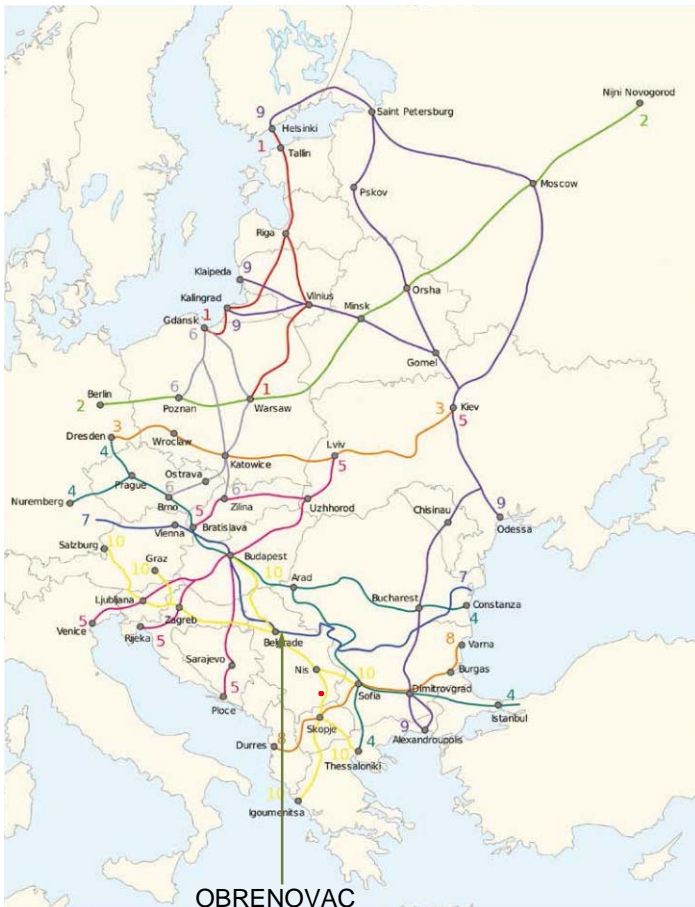 Nijni Novogorod
2
9
Saint Petersburg
Helsinki
1
Tallin
Moscow
Pskov
Riga
Klaipeda
9
Orsha
Kalingrad
Vilnius
Minsk
1
Gdansk
6
9
Gomel
Berlin
6
1
2
Poznan
Warsaw
3
Kiev
5
3
Dresden
4
Wroclaw
Lviv
5
Katowice
Prague
Ostrava
Nuremberg
4
6
Brno
6
Zilina
5
Uzhhorod
Chisinau
9
Odessa
7
Vienna
Bratislava
Salzburg
10
Graz
10
Budapest
10
Arad
7
Ljubljana
Bucharest
Constanza
4
Venice
5
Rijeka
5
Zagreb
Belgrade
8
Varna
Sarajevo
Nis
10
Burgas
5
Ploce
Sofia
Dimitrovgrad
4
Istanbul
Skopje
9
Alexandroupolis
Durres
8
10
4
Thessaloniki
10
Igoumenitsa
OBRENOVAC